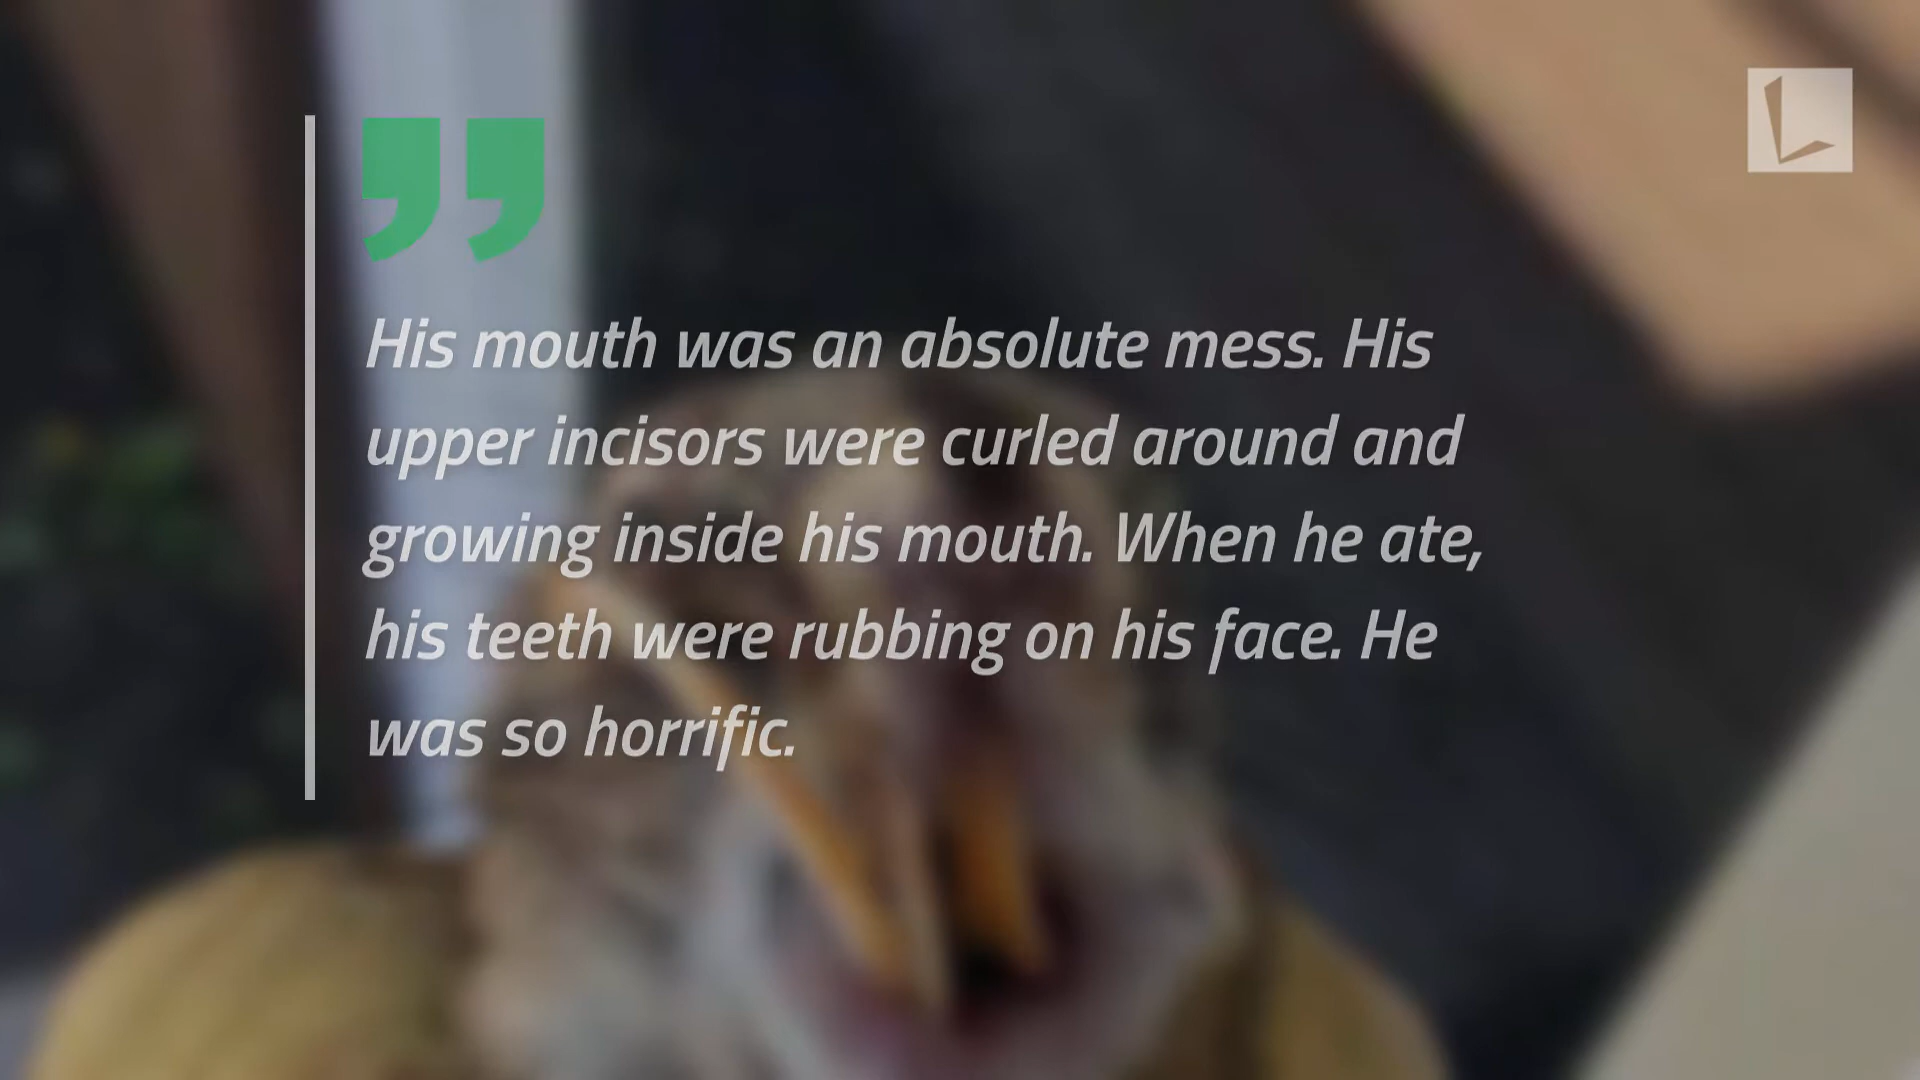 His mouth was an absolute mess. His
upper incisors were curled around and
growing inside his mouth. When he ate,
his teeth were rubbing on his face. He
was so horrific.